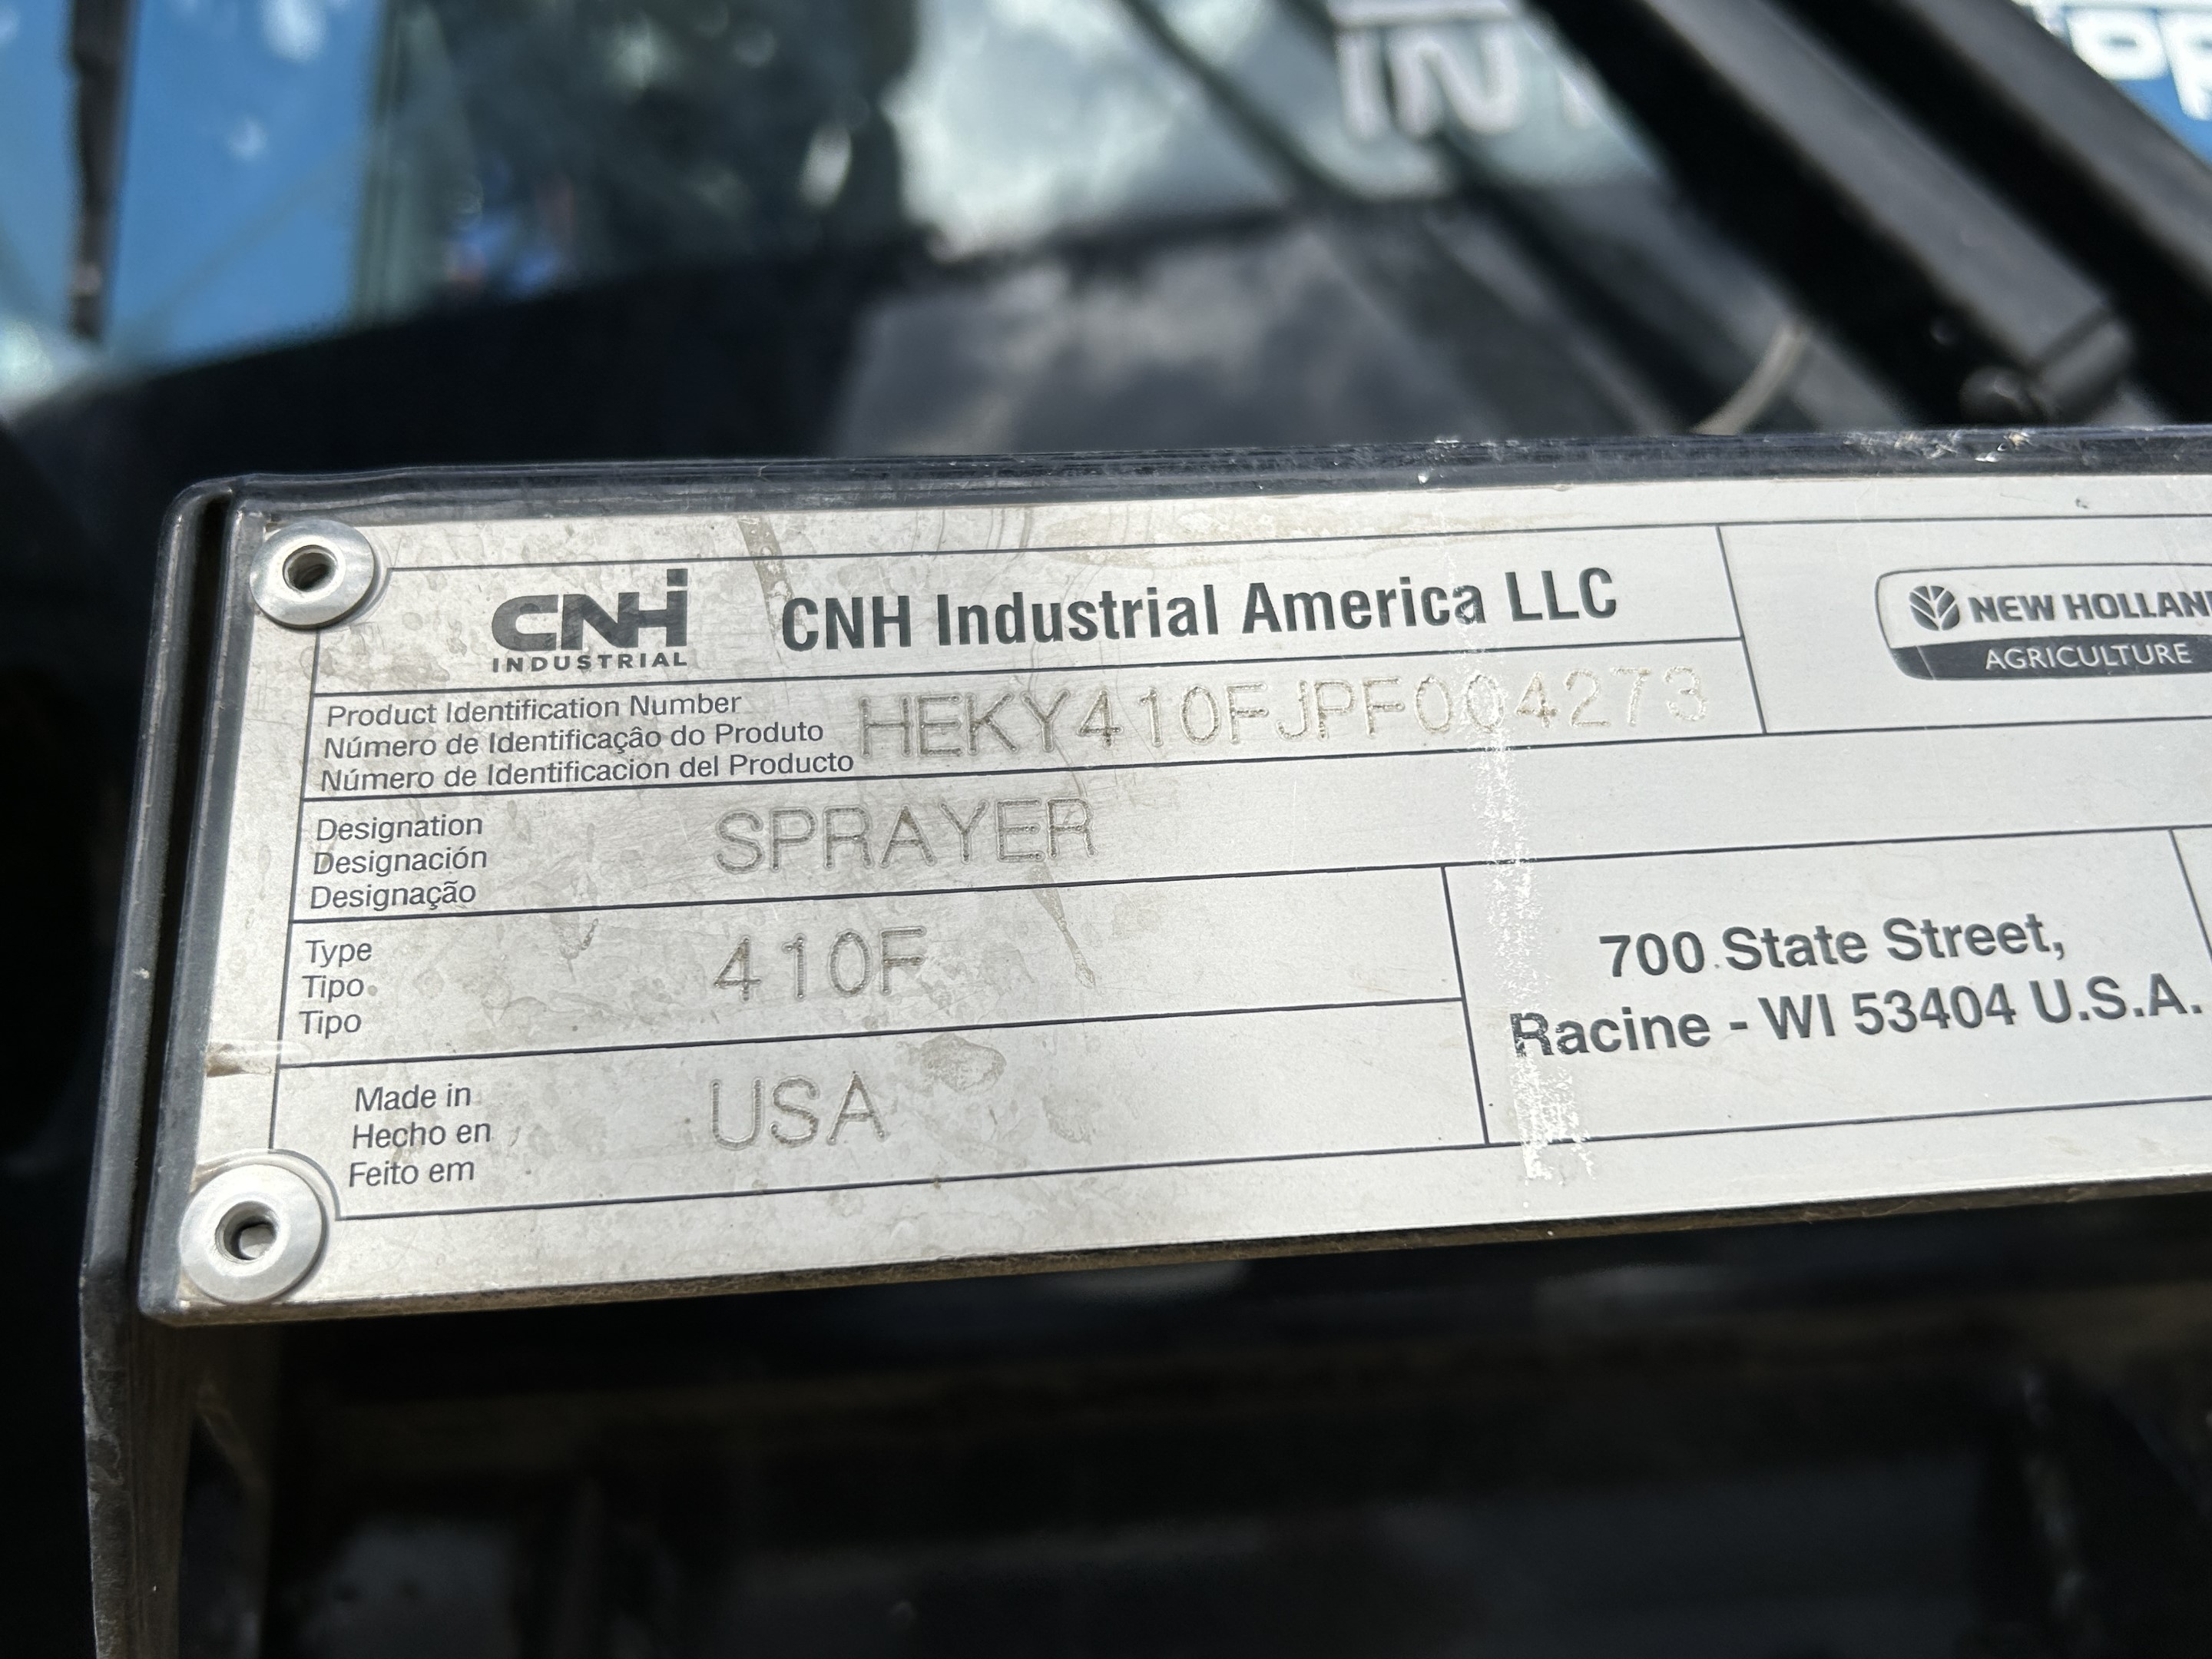 CNH
INDUSTRIAL
CNH Industrial America LLC
NEW HOLLAND
AGRICULTURE
Product Identification Number
Número de Identificaçâo do Produto
Número de Identificacion del Producto
HEKY410FJPF004273
Designation
Designación
Designação
SPRAYER
Type
Tipo
Tipo
410F
700 State Street,
Racine - WI 53404 U.S.A.
Made in
Hecho en
Feito em
USA